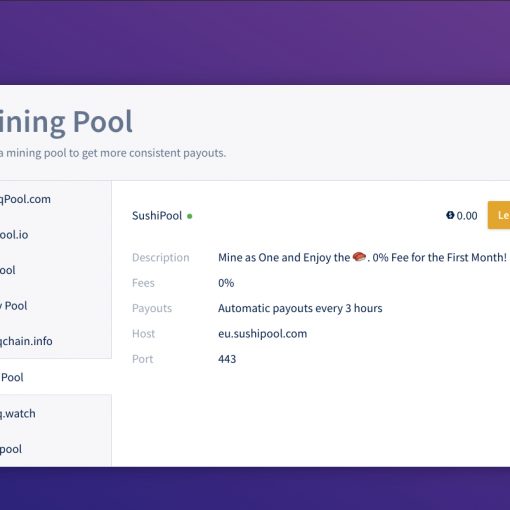 ining Pool
a mining pool to get more consistent payouts.
qPool.com
ool.io
ool
y Pool
qchain.info
Pool
q.watch
pool
SushiPool
0.00
Le
Description Mine as One and Enjoy the 🍣. 0% Fee for the First Month!
Fees 0%
Payouts Automatic payouts every 3 hours
Host eu.sushipool.com
Port 443